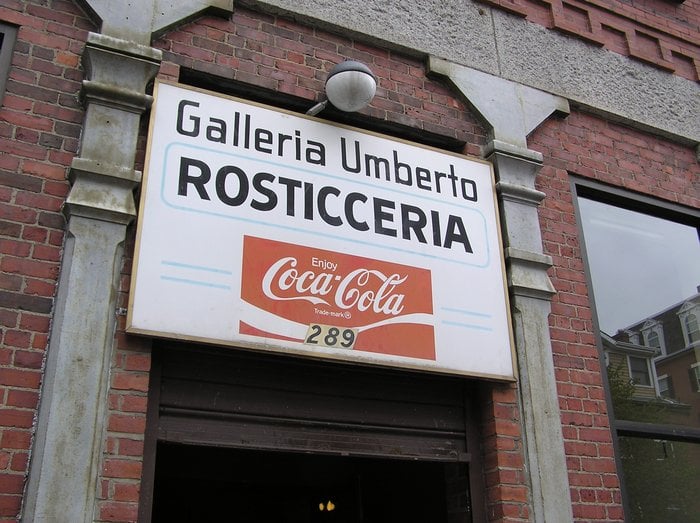 Galleria Umberto
ROSTICCERIA
Enjoy
Coca-Cola
Trade-mark®
289